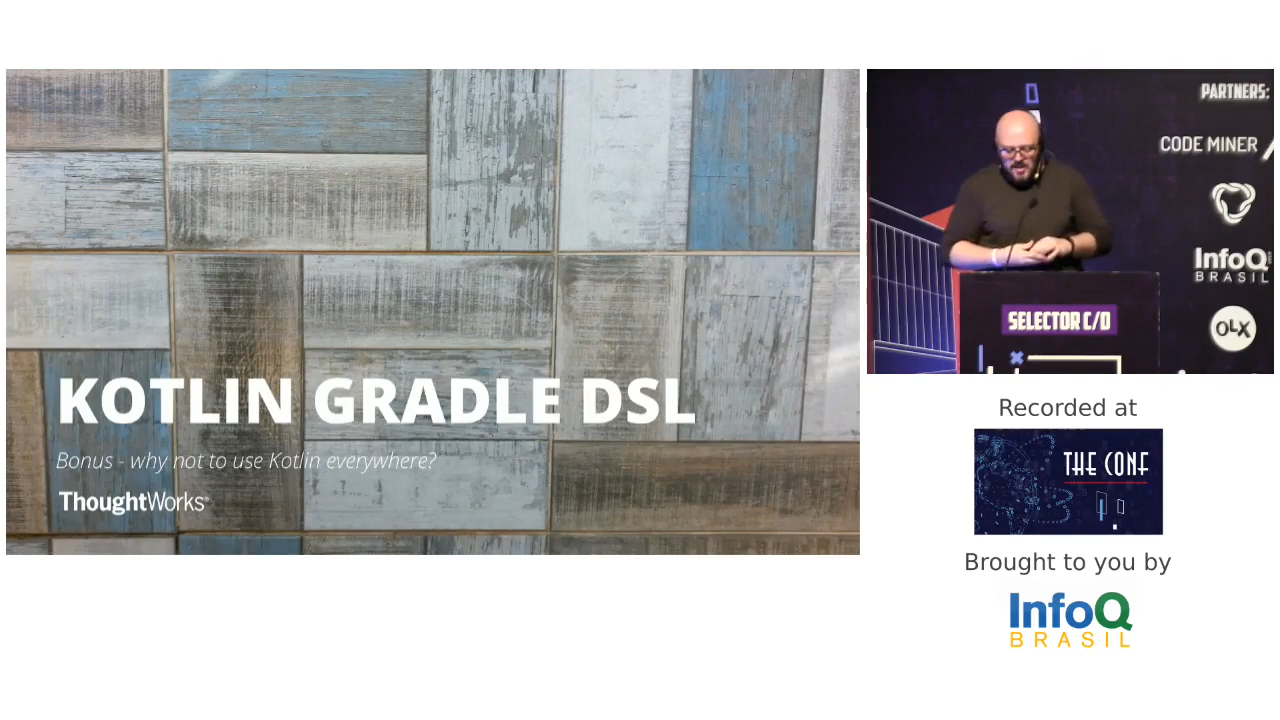 KOTLIN GRADLE DSL
Bonus - why not to use Kotlin everywhere?
ThoughtWorks
PARTNERS:
CODE MINER
InfoQ
BRASIL
OLX
SELECTOR C/D
Recorded at
THE CONF
Brought to you by
InfoQ
BRASIL